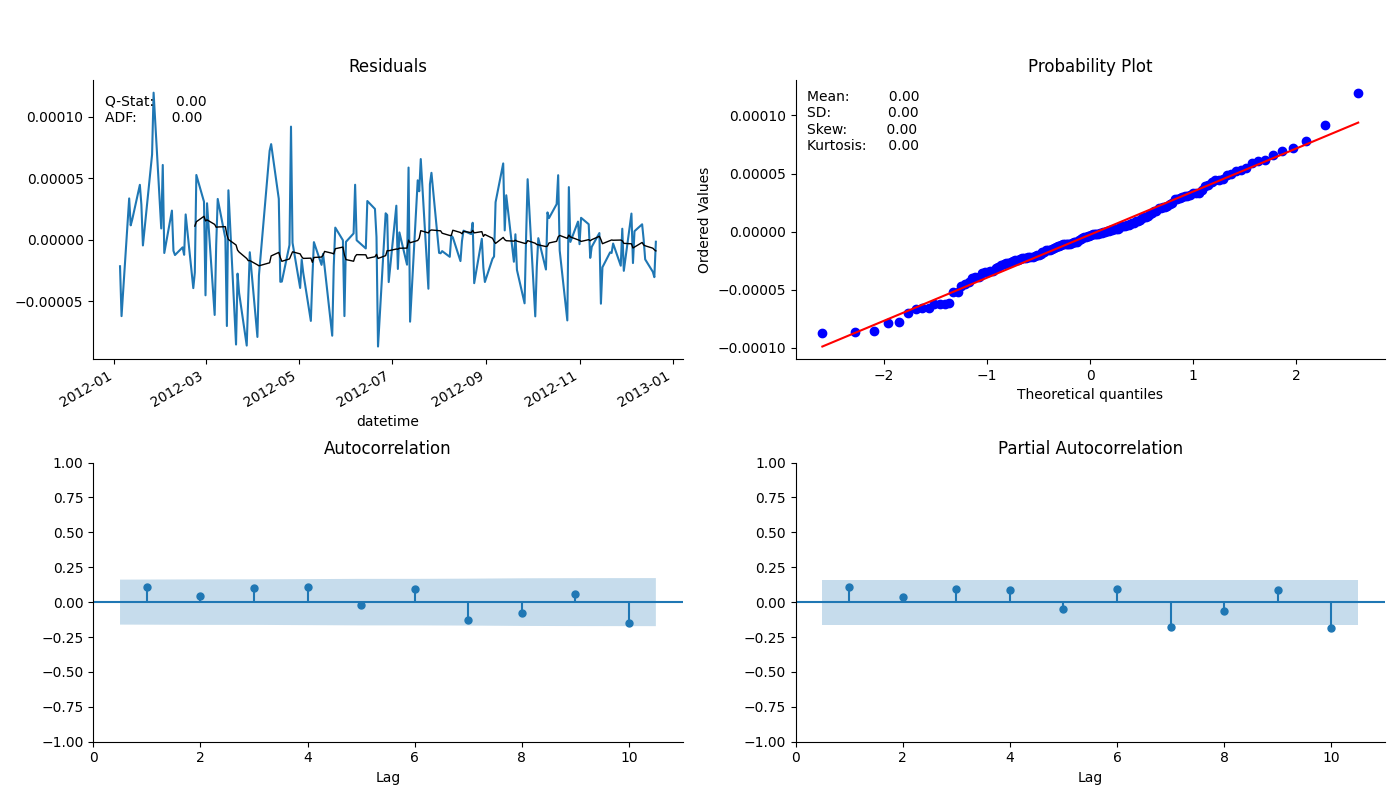 Residuals
Q-Stat: 0.00
ADF: 0.00
0.00010
0.00005
0.00000
−0.00005
2012-01
2012-03
2012-05
2012-07
2012-09
2012-11
2013-01
datetime
Probability Plot
Mean: 0.00
SD: 0.00
Skew: 0.00
Kurtosis: 0.00
Ordered Values
0.00010
0.00005
0.00000
−0.00005
−0.00010
−2 −1 0 1 2
Theoretical quantiles
Autocorrelation
1.00
0.75
0.50
0.25
0.00
−0.25
−0.50
−0.75
−1.00
0 2 4 6 8 10
Lag
Partial Autocorrelation
1.00
0.75
0.50
0.25
0.00
−0.25
−0.50
−0.75
−1.00
0 2 4 6 8 10
Lag